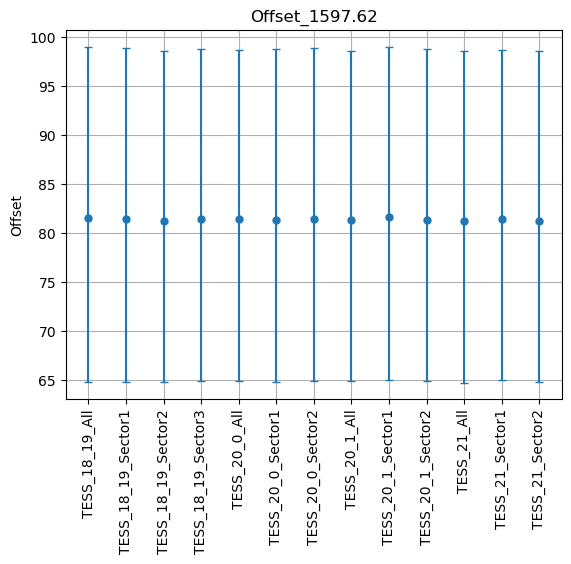 Offset_1597.62
100
95
90
85
80
75
70
65
Offset
TESS_18_19_All
TESS_18_19_Sector1
TESS_18_19_Sector2
TESS_18_19_Sector3
TESS_20_0_All
TESS_20_0_Sector1
TESS_20_0_Sector2
TESS_20_1_All
TESS_20_1_Sector1
TESS_20_1_Sector2
TESS_21_All
TESS_21_Sector1
TESS_21_Sector2